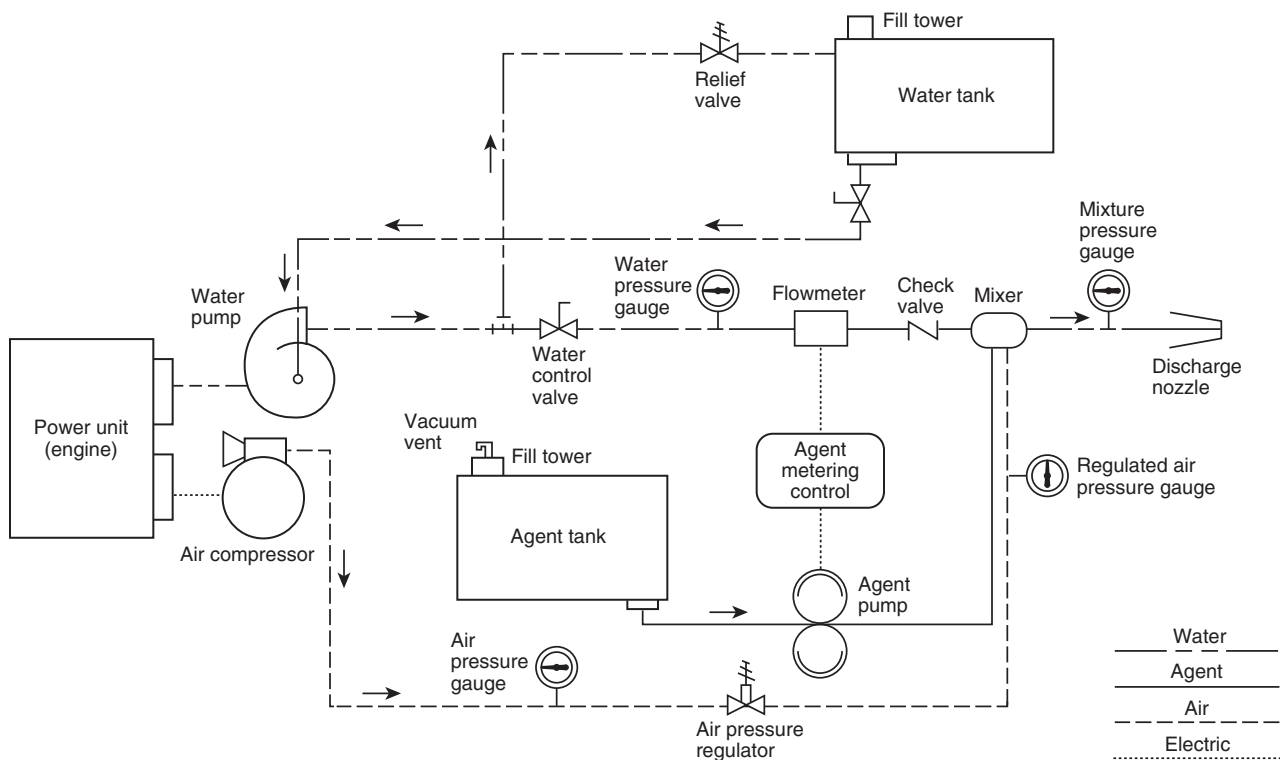 Fill tower
Relief
valve
Water tank
Mixture
pressure
gauge
Water
pressure
gauge
Flowmeter
Check
valve
Mixer
Water
pump
Water
control
valve
Discharge
nozzle
Power unit
(engine)
Vacuum
vent
Fill tower
Agent
metering
control
Regulated air
pressure gauge
Air compressor
Agent tank
Agent
pump
Air
pressure
gauge
Air pressure
regulator
Water
Agent
Air
Electric